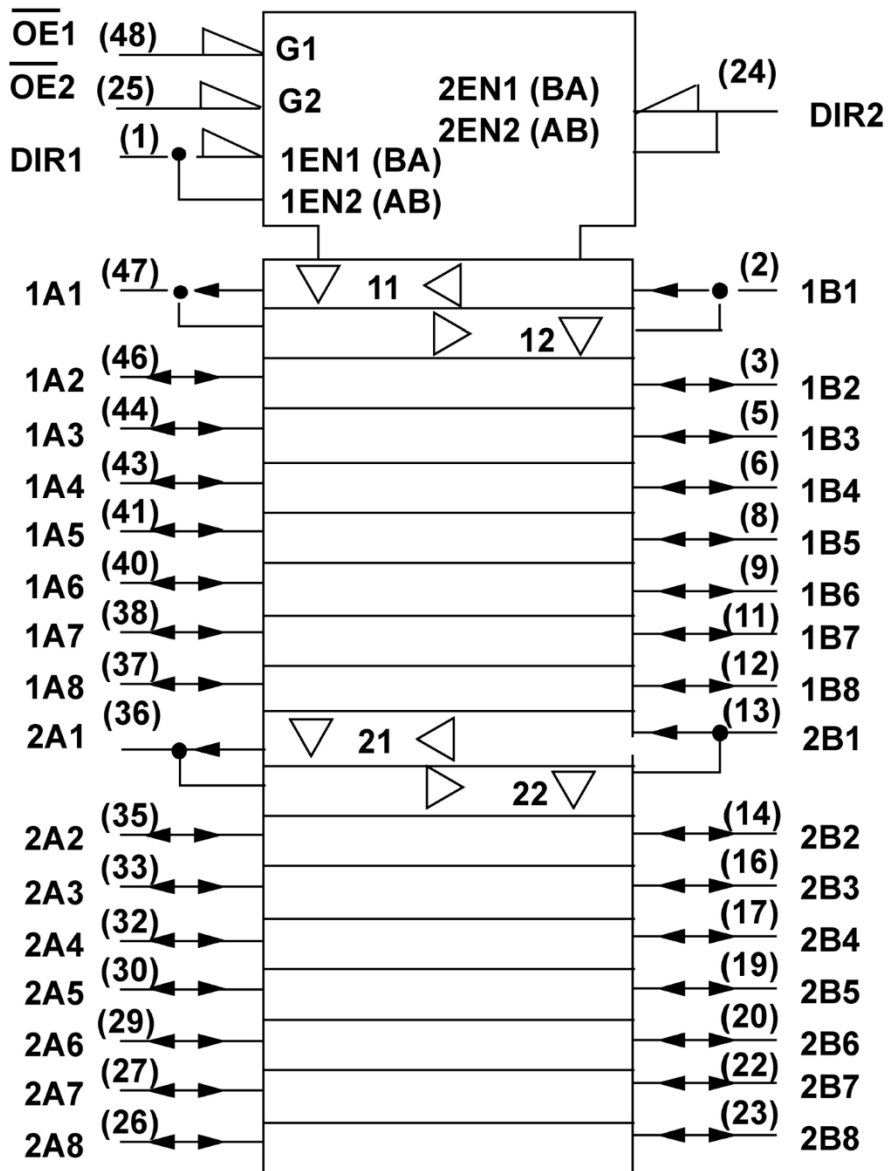 O̅E̅1 (48) G1
O̅E̅2 (25) G2 2EN1 (BA) (24)
2EN2 (AB) DIR2
DIR1 (1) 1EN1 (BA)
1EN2 (AB)
1A1 (47) 11 (2) 1B1
12
1A2 (46) (3) 1B2
1A3 (44) (5) 1B3
1A4 (43) (6) 1B4
1A5 (41) (8) 1B5
1A6 (40) (9) 1B6
1A7 (38) (11) 1B7
1A8 (37) (12) 1B8
2A1 (36) 21 (13) 2B1
22
2A2 (35) (14) 2B2
2A3 (33) (16) 2B3
2A4 (32) (17) 2B4
2A5 (30) (19) 2B5
2A6 (29) (20) 2B6
2A7 (27) (22) 2B7
2A8 (26) (23) 2B8